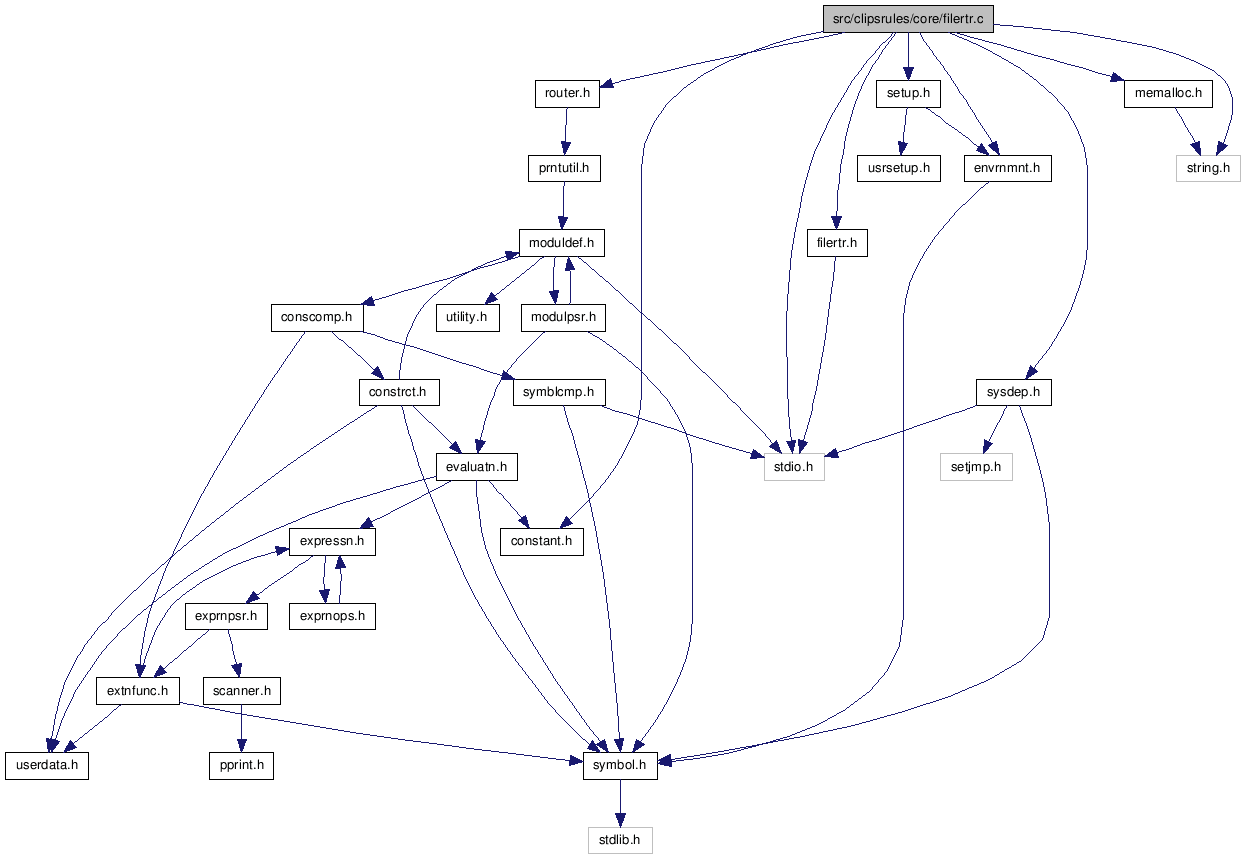 src/clipsrules/core/filertr.c
router.h
setup.h
memalloc.h
prntutil.h
usrsetup.h
envrnmnt.h
string.h
moduldef.h
filertr.h
conscomp.h
utility.h
modulpsr.h
constrct.h
symblcmp.h
sysdep.h
evaluatn.h
stdio.h
setjmp.h
expressn.h
constant.h
exprnpsr.h
exprnops.h
extnfunc.h
scanner.h
userdata.h
pprint.h
symbol.h
stdlib.h